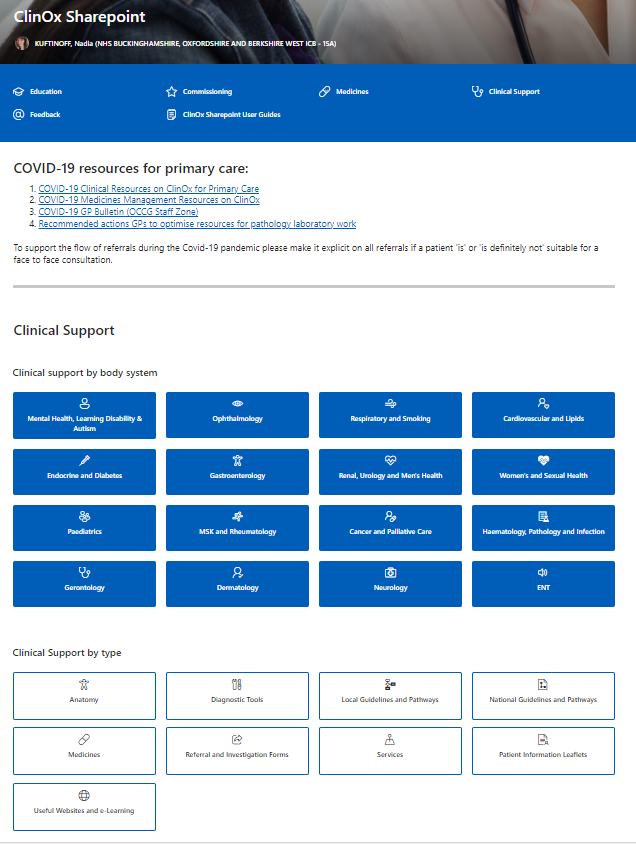 ClinOx Sharepoint
KUFTINOFF, Nadia (NHS BUCKINGHAMSHIRE, OXFORDSHIRE AND BERKSHIRE WEST ICB - 15A)
Education
Commissioning
Medicines
Clinical Support
Feedback
ClinOx Sharepoint User Guides
COVID-19 resources for primary care:
1. COVID-19 Clinical Resources on ClinOx for Primary Care
2. COVID-19 Medicines Management Resources on ClinOx
3. COVID-19 GP Bulletin (OCCG Staff Zone)
4. Recommended actions GPs to optimise resources for pathology laboratory work
To support the flow of referrals during the Covid-19 pandemic please make it explicit on all referrals if a patient 'is' or 'is definitely not' suitable for a
face to face consultation.
Clinical Support
Clinical support by body system
Mental Health, Learning Disability &
Autism
Ophthalmology
Respiratory and Smoking
Cardiovascular and Lipids
Endocrine and Diabetes
Gastroenterology
Renal, Urology and Men's Health
Women's and Sexual Health
Paediatrics
MSK and Rheumatology
Cancer and Palliative Care
Haematology, Pathology and Infection
Gerontology
Dermatology
Neurology
ENT
Clinical Support by type
Anatomy
Diagnostic Tools
Local Guidelines and Pathways
National Guidelines and Pathways
Medicines
Referral and Investigation Forms
Services
Patient Information Leaflets
Useful Websites and e-Learning